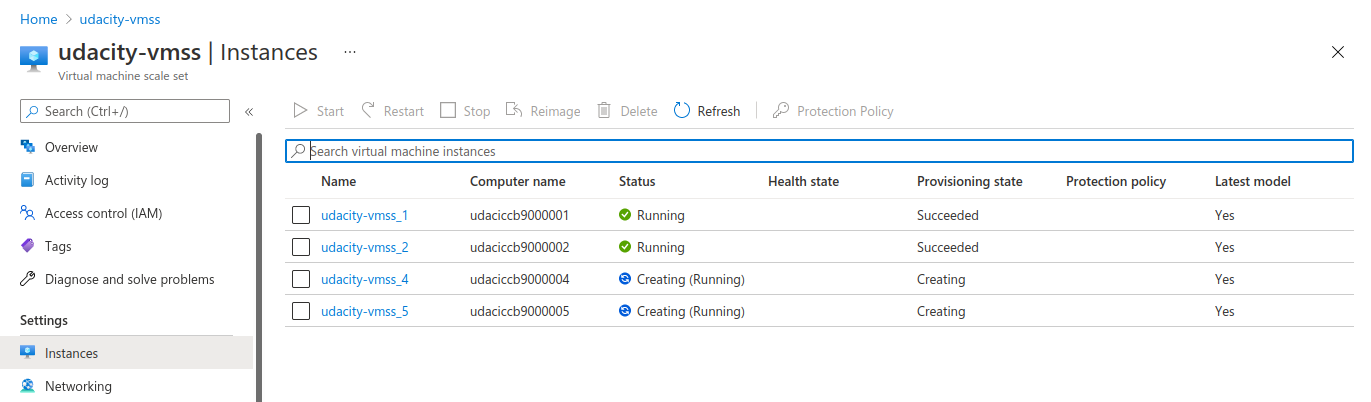 Home > udacity-vmss
udacity-vmss | Instances ...
Virtual machine scale set
Search (Ctrl+/) «
Start Restart Stop Reimage Delete Refresh Protection Policy
Overview
Activity log
Access control (IAM)
Tags
Diagnose and solve problems
Settings
Instances
Networking
Search virtual machine instances
Name Computer name Status Health state Provisioning state Protection policy Latest model
udacity-vmss_1 udaciccb9000001 Running Succeeded Yes
udacity-vmss_2 udaciccb9000002 Running Succeeded Yes
udacity-vmss_4 udaciccb9000004 Creating (Running) Creating Yes
udacity-vmss_5 udaciccb9000005 Creating (Running) Creating Yes